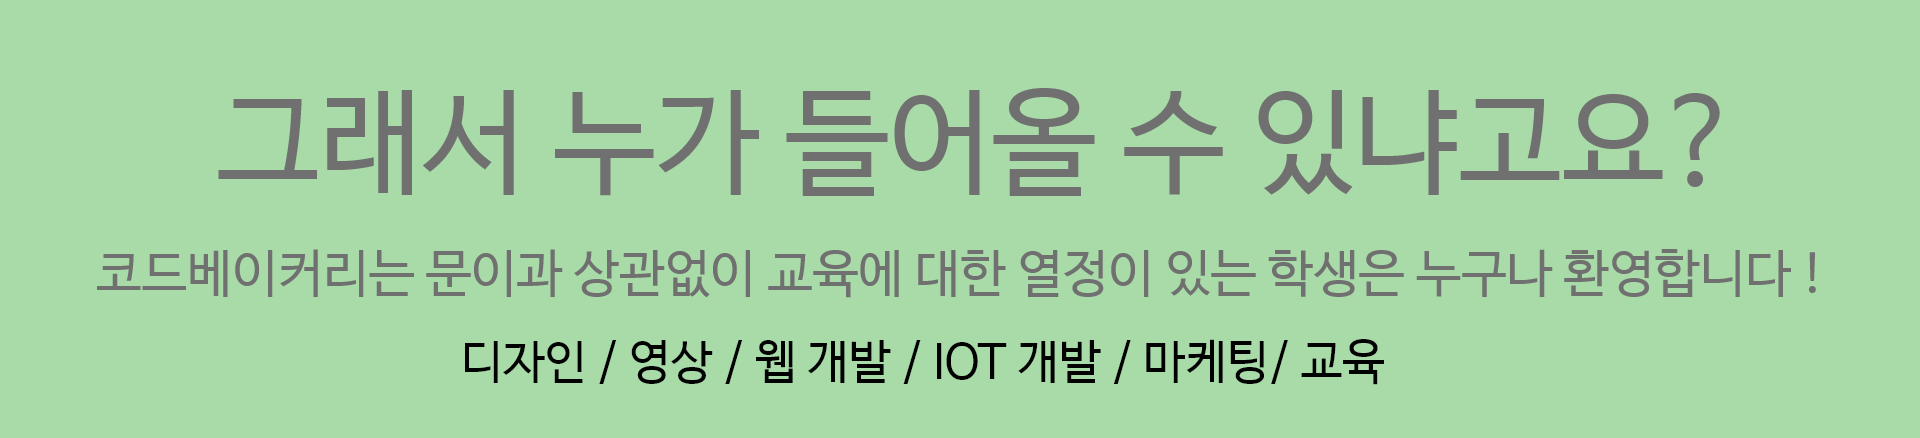 그래서 누가 들어올 수 있냐고요?
코드베이커리는 문이과 상관없이 교육에 대한 열정이 있는 학생은 누구나 환영합니다 !
디자인 / 영상 / 웹 개발 / IOT 개발 / 마케팅/ 교육